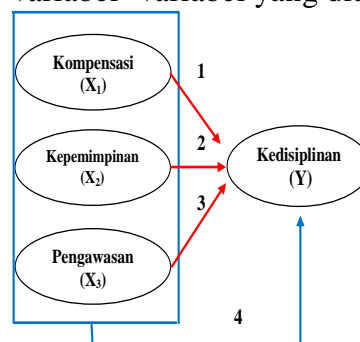 Kompensasi
(X₁)
1
2
Kepemimpinan
(X₂)
Kedisiplinan
(Y)
3
Pengawasan
(X₃)
4